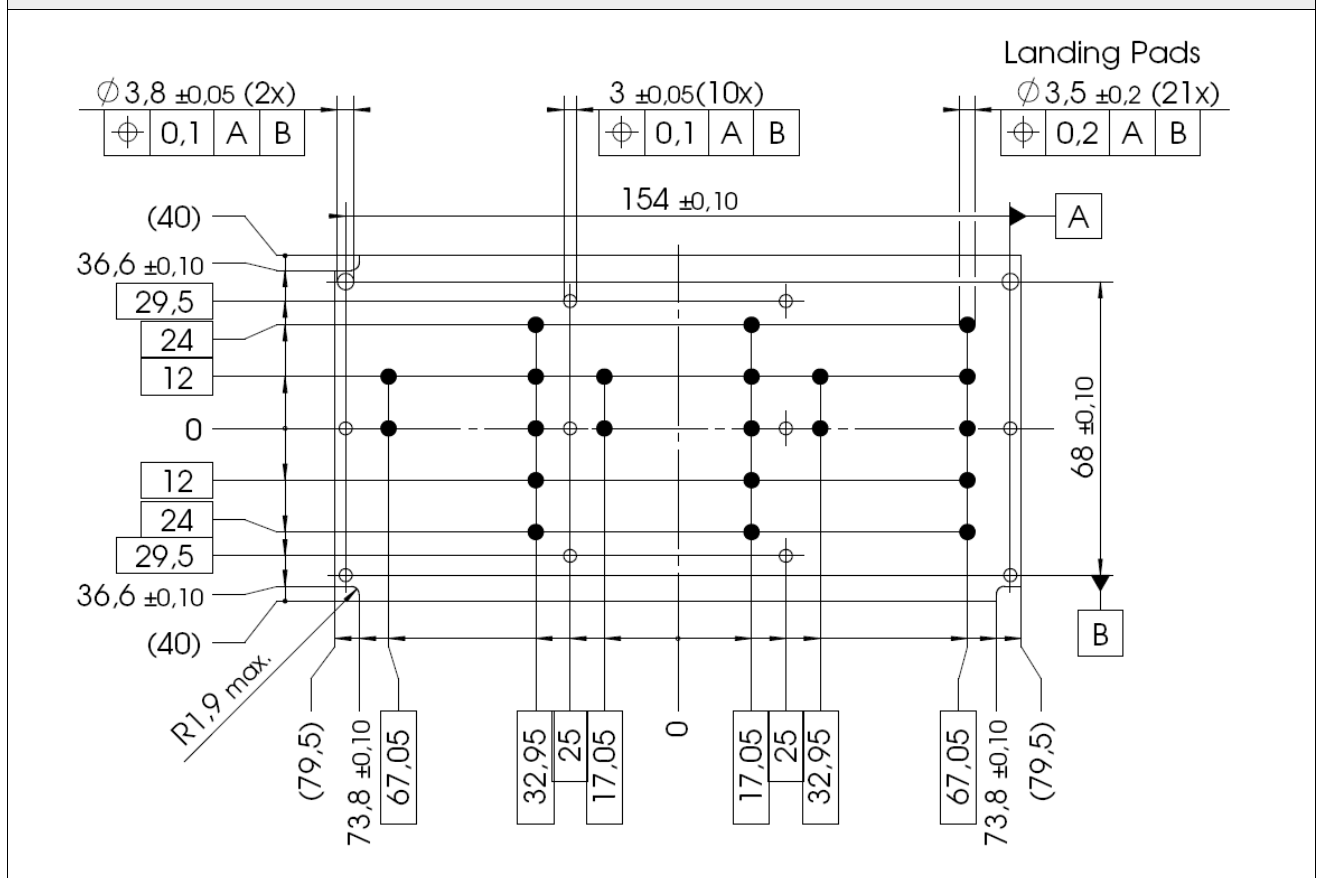 Landing Pads
∅3,8 ±0,05 (2x)
3 ±0,05(10x)
∅3,5 ±0,2 (21x)
⌖ 0,1 A B
⌖ 0,1 A B
⌖ 0,2 A B
154 ±0,10
A
(40)
36,6 ±0,10
29,5
24
12
0
12
24
29,5
36,6 ±0,10
(40)
68 ±0,10
B
R1,9 max.
(79,5)
73,8 ±0,10
67,05
32,95
25
17,05
0
17,05
25
32,95
67,05
73,8 ±0,10
(79,5)